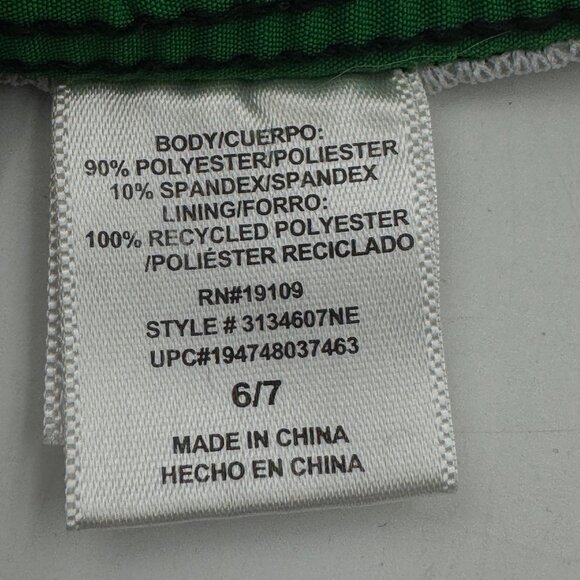 BODY/CUERPO:
90% POLYESTER/POLIESTER
10% SPANDEX/SPANDEX
LINING/FORRO:
100% RECYCLED POLYESTER
/POLIÉSTER RECICLADO
RN#19109
STYLE # 3134607NE
UPC#194748037463
6/7
MADE IN CHINA
HECHO EN CHINA